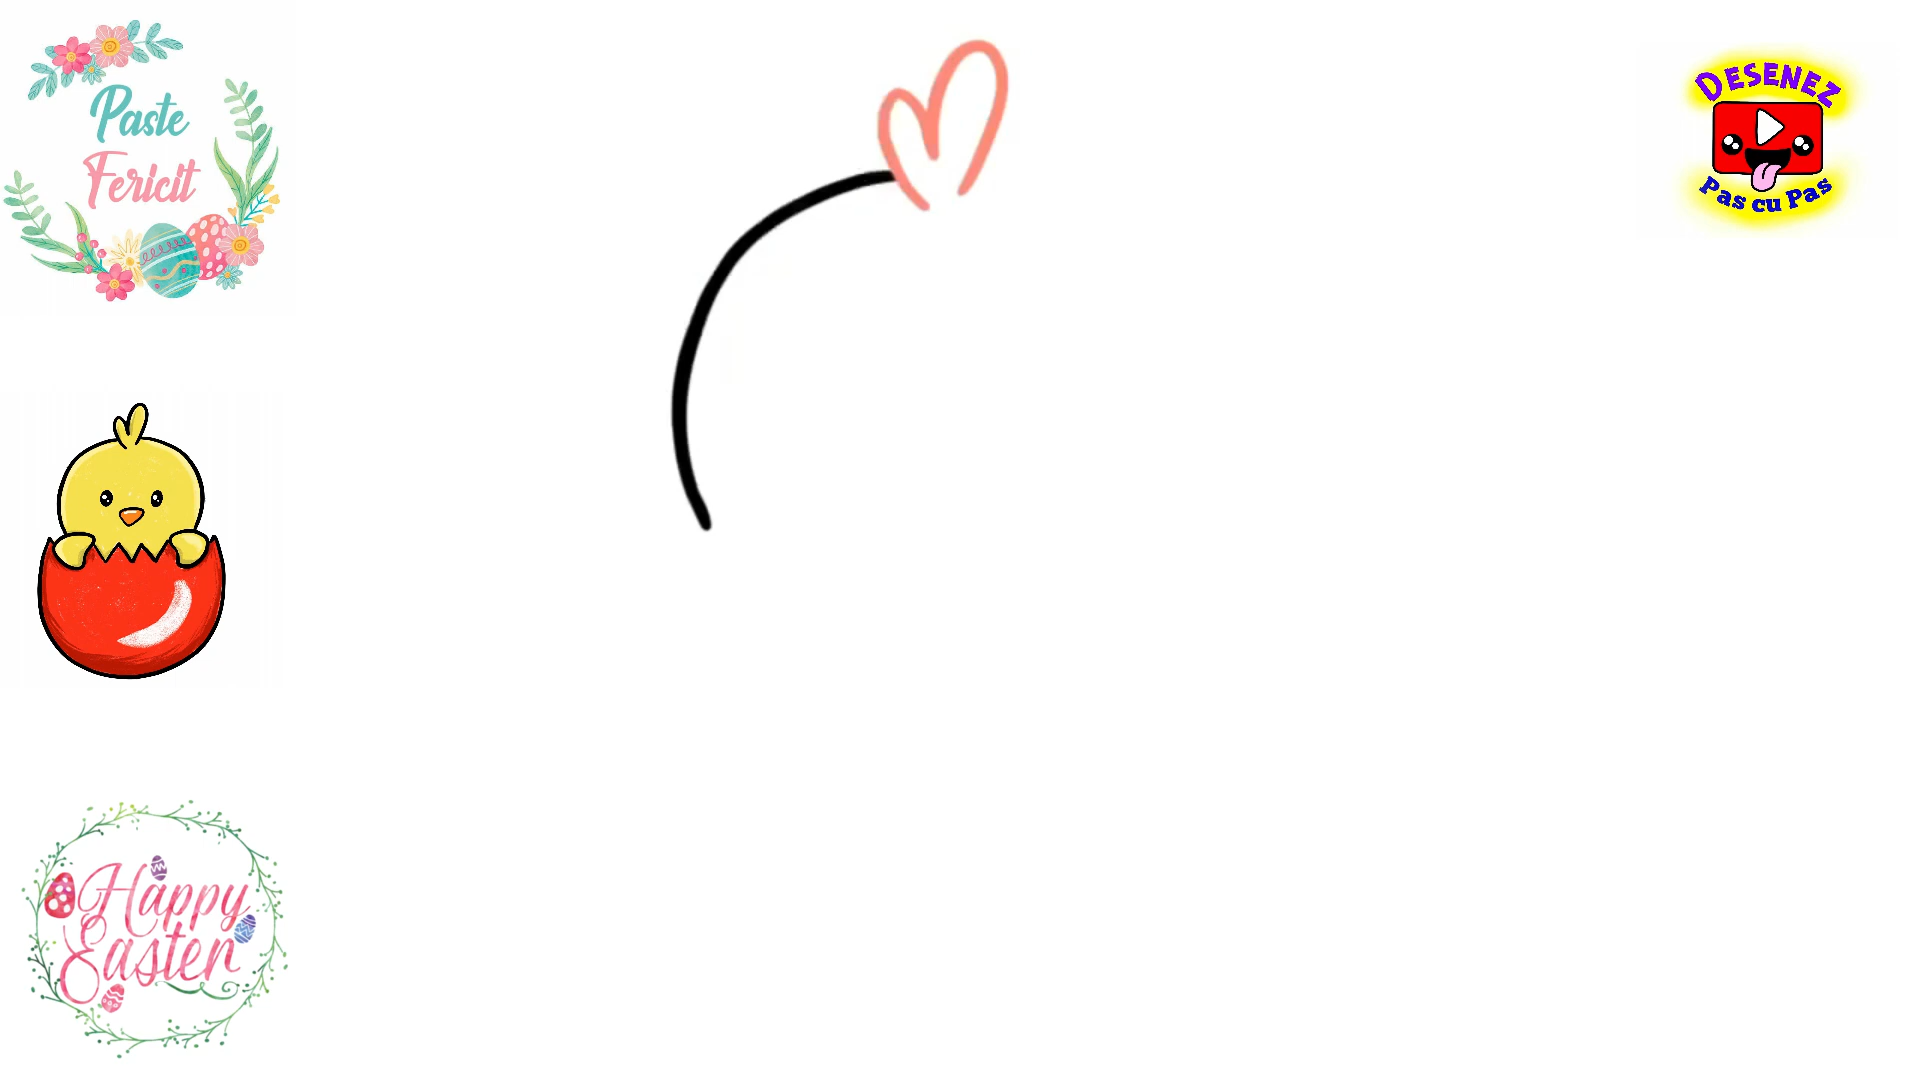 Paste
Fericit
DESENEZ
Pas cu Pas
Happy
Easter